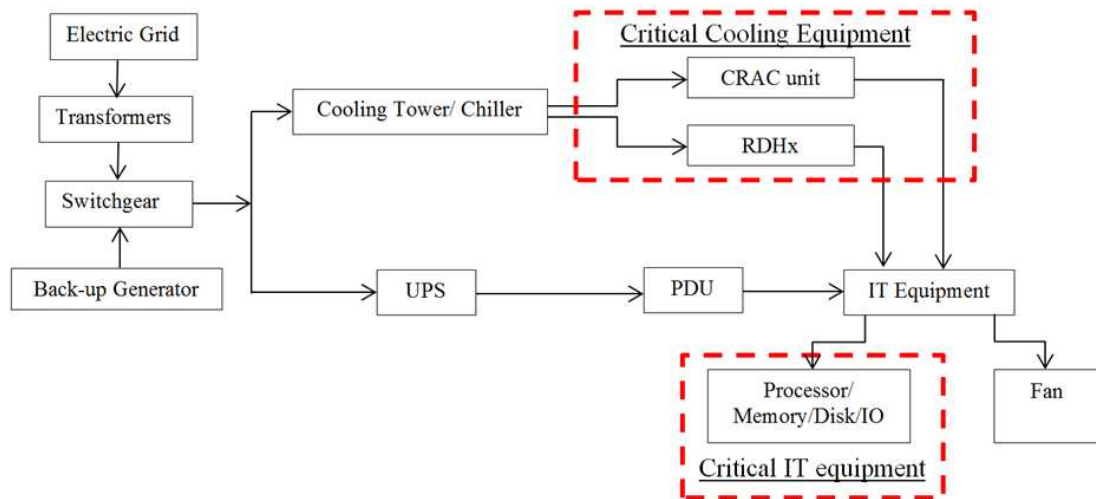 Electric Grid
Transformers
Switchgear
Back-up Generator
Cooling Tower/ Chiller
Critical Cooling Equipment
CRAC unit
RDHx
UPS
PDU
IT Equipment
Processor/
Memory/Disk/IO
Critical IT equipment
Fan